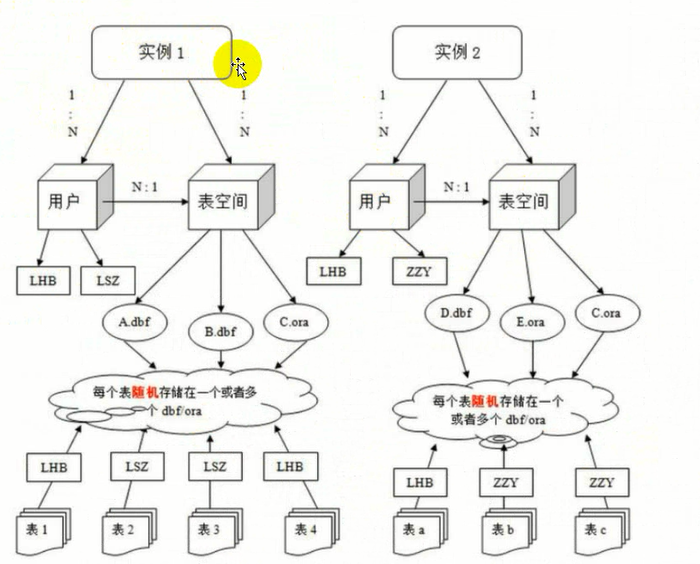 实例 1
实例 2
1
:
N
1
:
N
1
:
N
1
:
N
用户
N : 1
表空间
用户
N : 1
表空间
LHB
LSZ
LHB
ZZY
A.dbf
B.dbf
C.ora
D.dbf
E.ora
C.ora
每个表随机存储在一个或者多
个 dbf/ora
每个表随机存储在一个
或者多个 dbf/ora
LHB
LSZ
LSZ
LHB
LHB
ZZY
ZZY
表 1
表 2
表 3
表 4
表 a
表 b
表 c